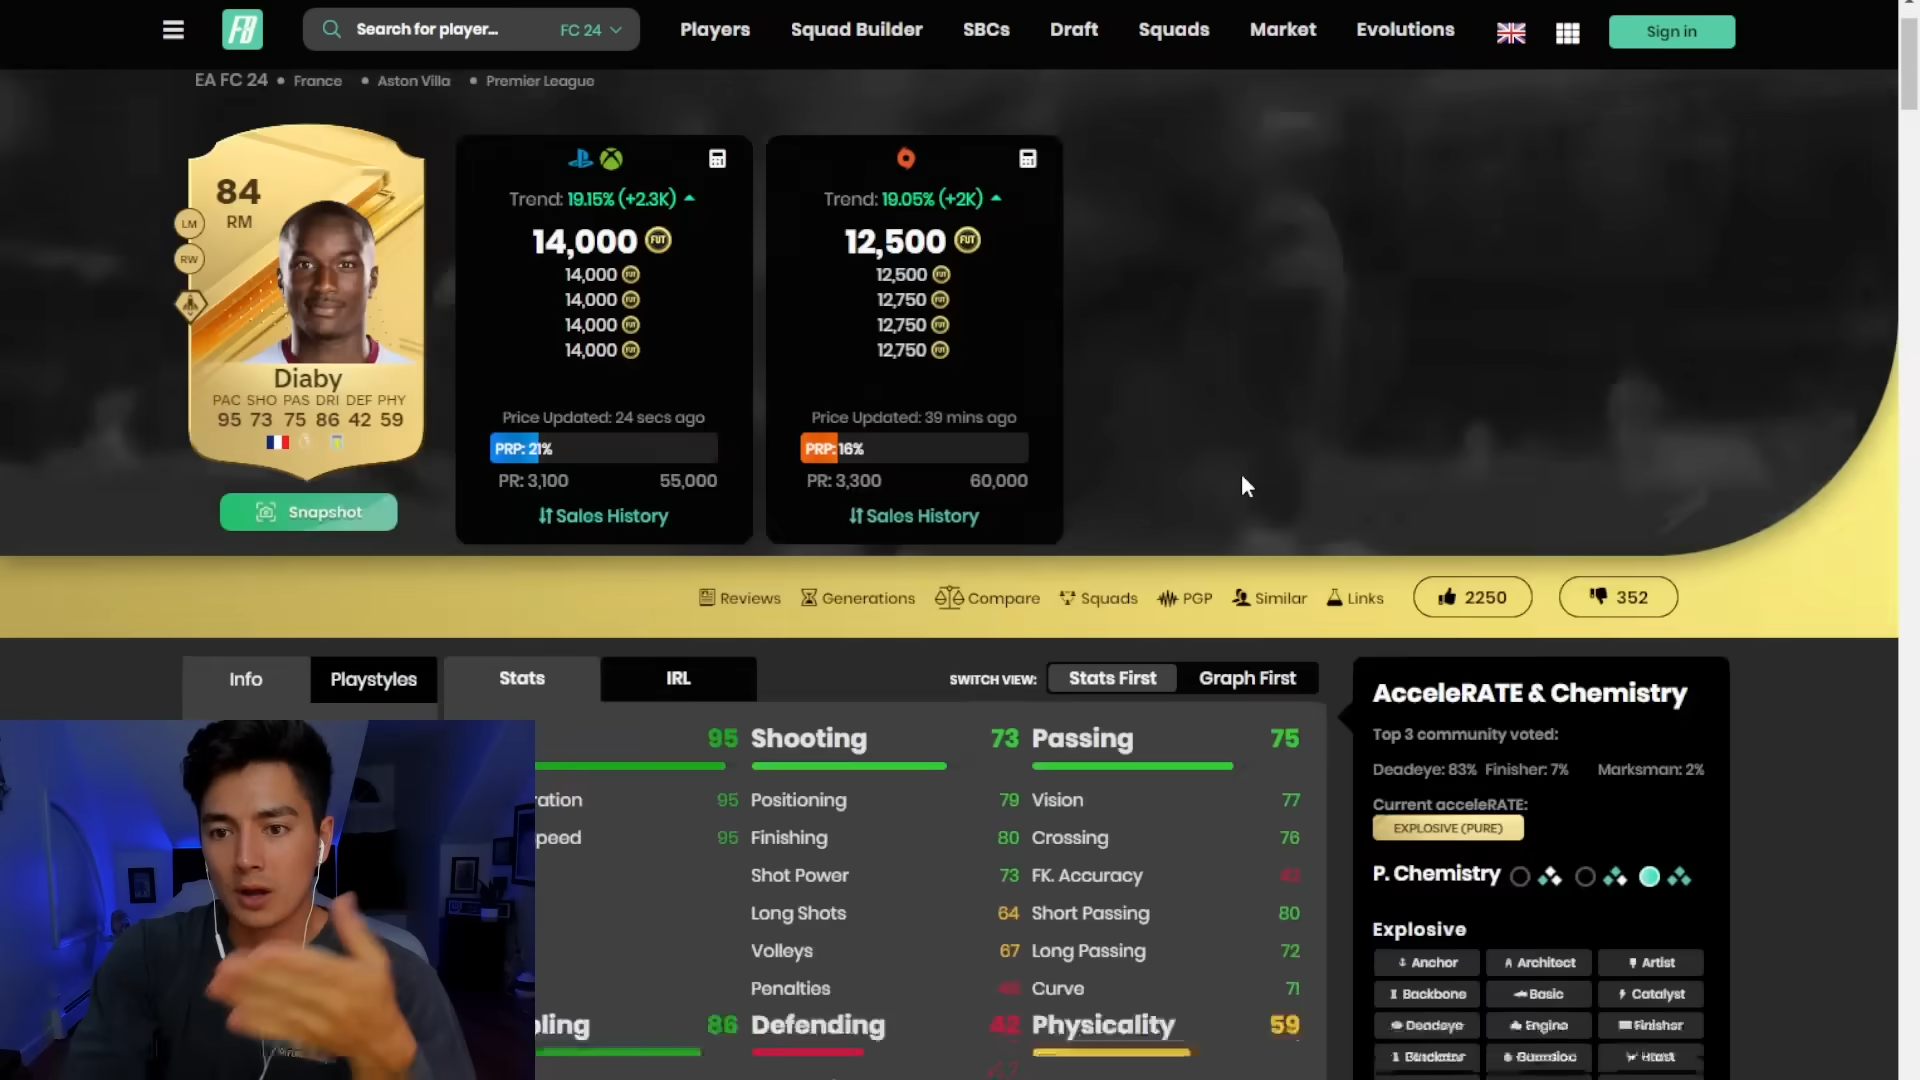 FB
Search for player...
FC 24
Players
Squad Builder
SBCs
Draft
Squads
Market
Evolutions
Sign in
EA FC 24 • France • Aston Villa • Premier League
84
RM
LM
RW
Diaby
PAC SHO PAS DRI DEF PHY
95 73 75 86 42 59
Snapshot
Trend: 19.15% (+2.3K)
14,000
14,000
14,000
14,000
14,000
Price Updated: 24 secs ago
PRP: 21%
PR: 3,100 55,000
Sales History
Trend: 19.05% (+2K)
12,500
12,500
12,750
12,750
12,750
Price Updated: 39 mins ago
PRP: 16%
PR: 3,300 60,000
Sales History
Reviews
Generations
Compare
Squads
PGP
Similar
Links
2250
352
Info
Playstyles
Stats
IRL
SWITCH VIEW:
Stats First
Graph First
95
ration 95
peed 95
Shooting 73
Positioning 79
Finishing 80
Shot Power 73
Long Shots 64
Volleys 67
Penalties
Passing 75
Vision 77
Crossing 76
FK. Accuracy
Short Passing 80
Long Passing 72
Curve 71
bling 86
Defending 42
Physicality 59
AcceleRATE & Chemistry
Top 3 community voted:
Deadeye: 83% Finisher: 7% Marksman: 2%
Current acceleRATE:
EXPLOSIVE (PURE)
P. Chemistry
Explosive
Anchor
Architect
Artist
Backbone
Basic
Catalyst
Deadeye
Engine
Finisher